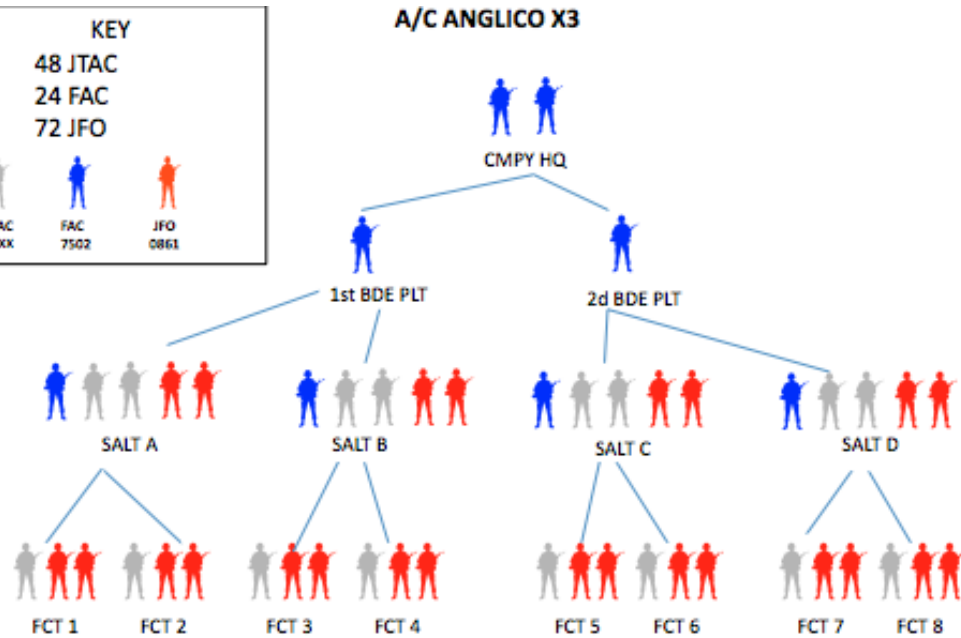 A/C ANGLICO X3
KEY
48 JTAC
24 FAC
72 JFO
AC FAC JFO
XX 7502 0861
CMPY HQ
1st BDE PLT 2d BDE PLT
SALT A SALT B SALT C SALT D
FCT 1 FCT 2 FCT 3 FCT 4 FCT 5 FCT 6 FCT 7 FCT 8